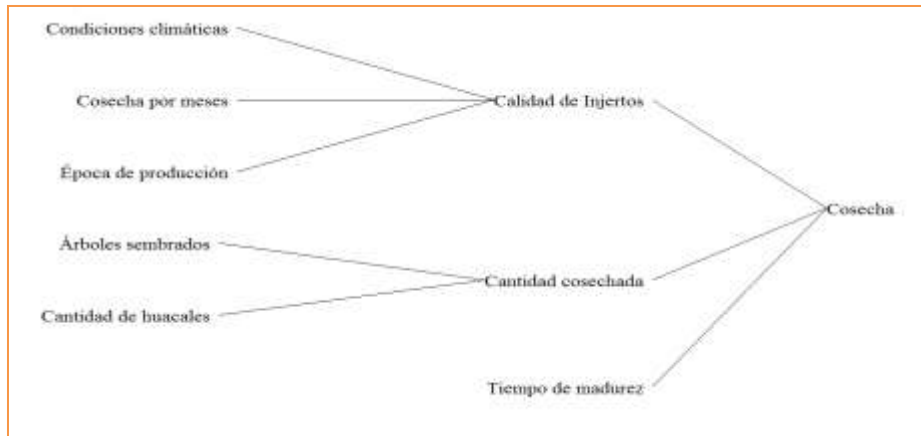 Condiciones climáticas
Cosecha por meses
Calidad de Injertos
Época de producción
Cosecha
Árboles sembrados
Cantidad cosechada
Cantidad de huacales
Tiempo de madurez